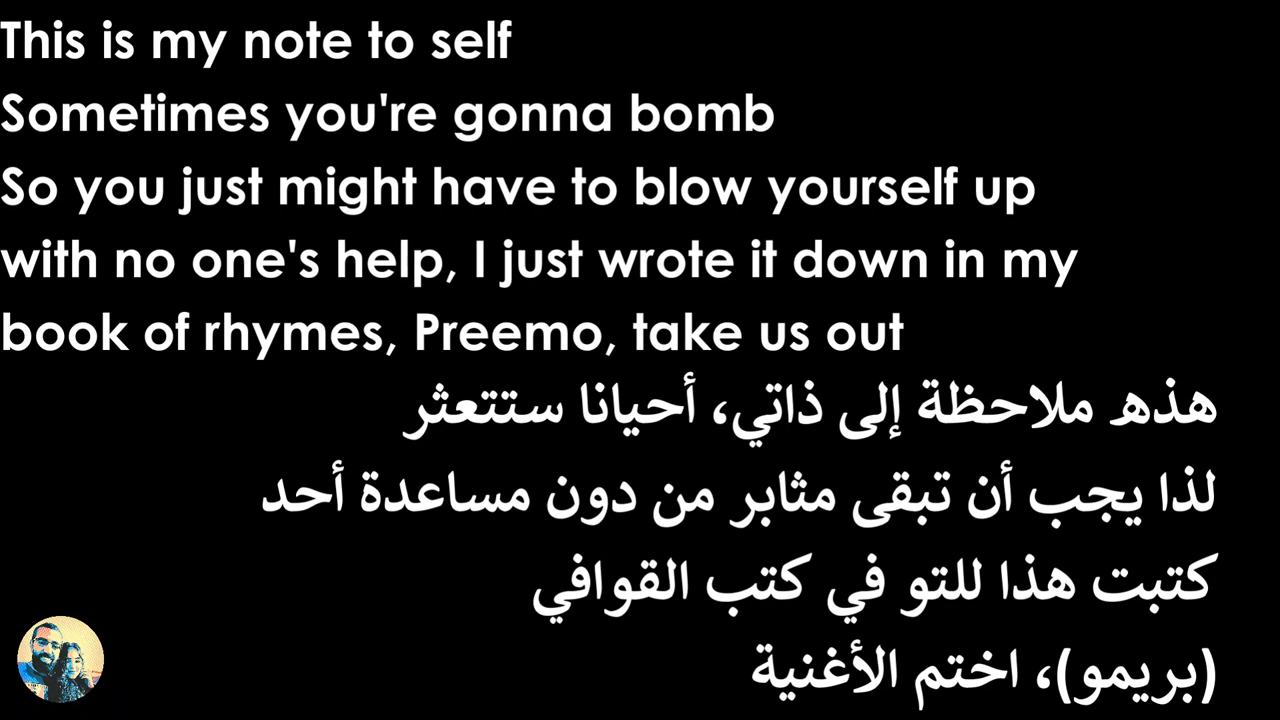 This is my note to self
Sometimes you're gonna bomb
So you just might have to blow yourself up
with no one's help, I just wrote it down in my
book of rhymes, Preemo, take us out
هذه ملاحظة إلى ذاتي، أحيانا ستتعثر
لذا يجب أن تبقى مثابر من دون مساعدة أحد
كتبت هذا للتو في كتب القوافي
(بريمو)، اختم الأغنية